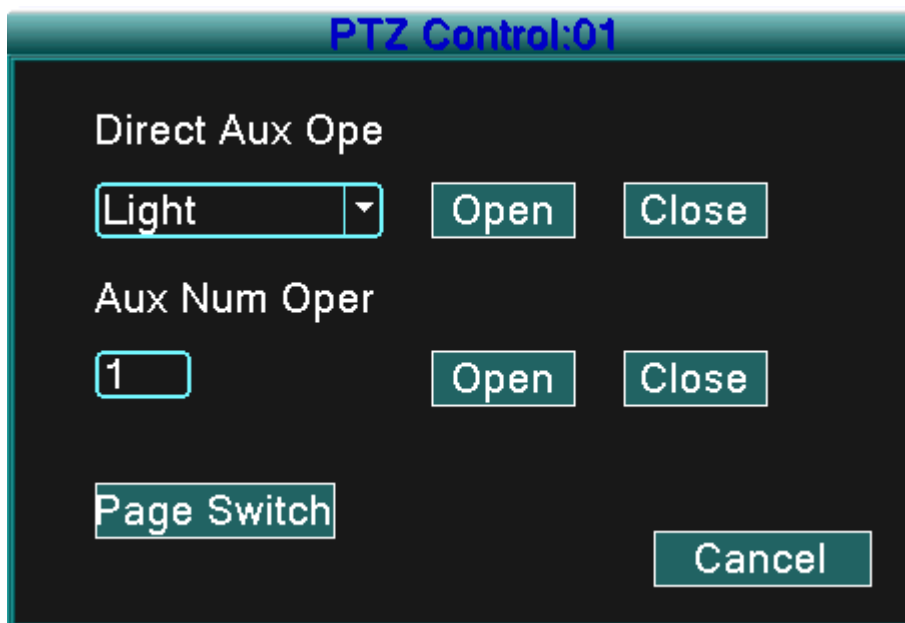 PTZ Control:01
Direct Aux Ope
Light Open Close
Aux Num Oper
1 Open Close
Page Switch
Cancel